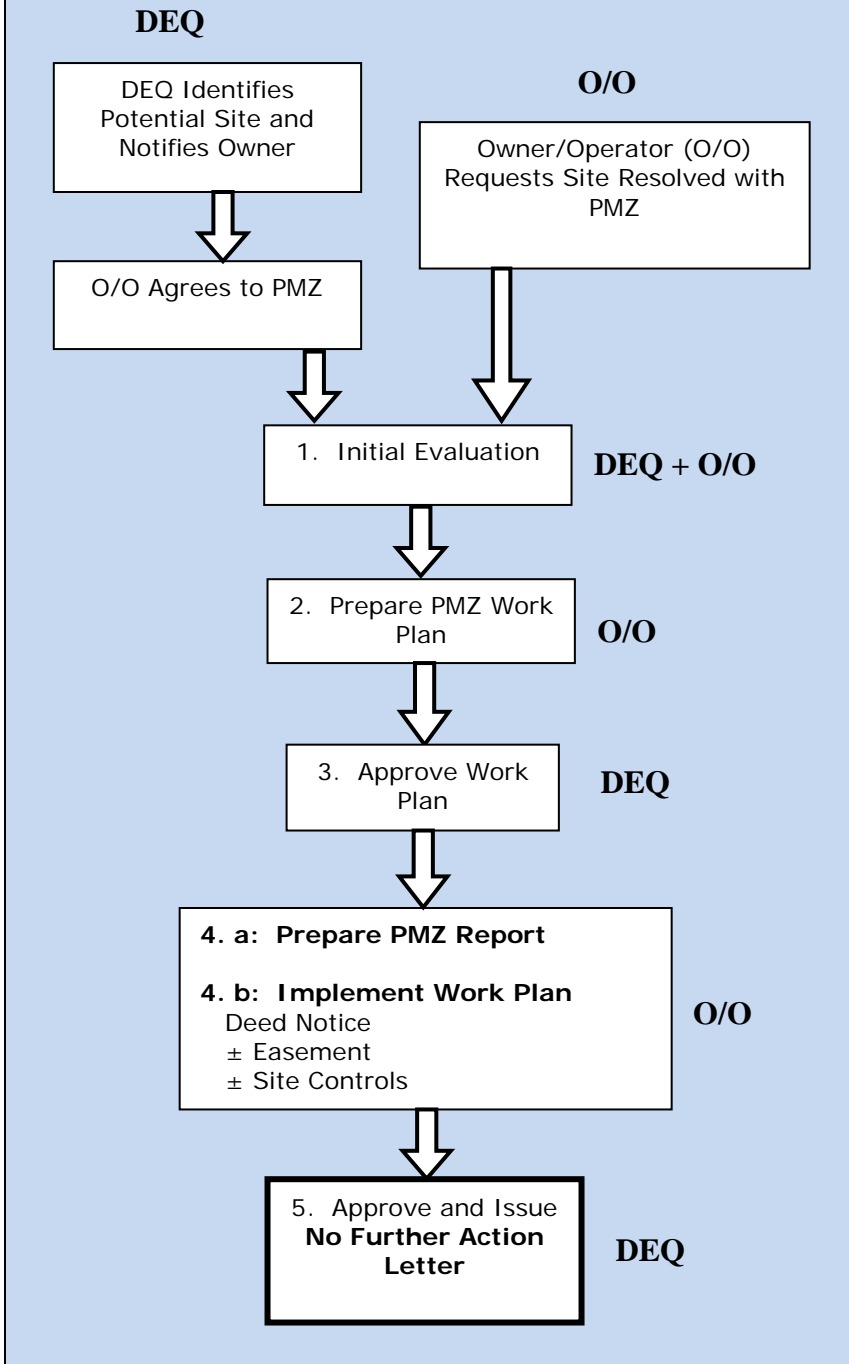 DEQ
DEQ Identifies
Potential Site and
Notifies Owner
O/O
Owner/Operator (O/O)
Requests Site Resolved with
PMZ
O/O Agrees to PMZ
1. Initial Evaluation
DEQ + O/O
2. Prepare PMZ Work
Plan
O/O
3. Approve Work
Plan
DEQ
4. a: Prepare PMZ Report
4. b: Implement Work Plan
Deed Notice
± Easement
± Site Controls
O/O
5. Approve and Issue
No Further Action
Letter
DEQ